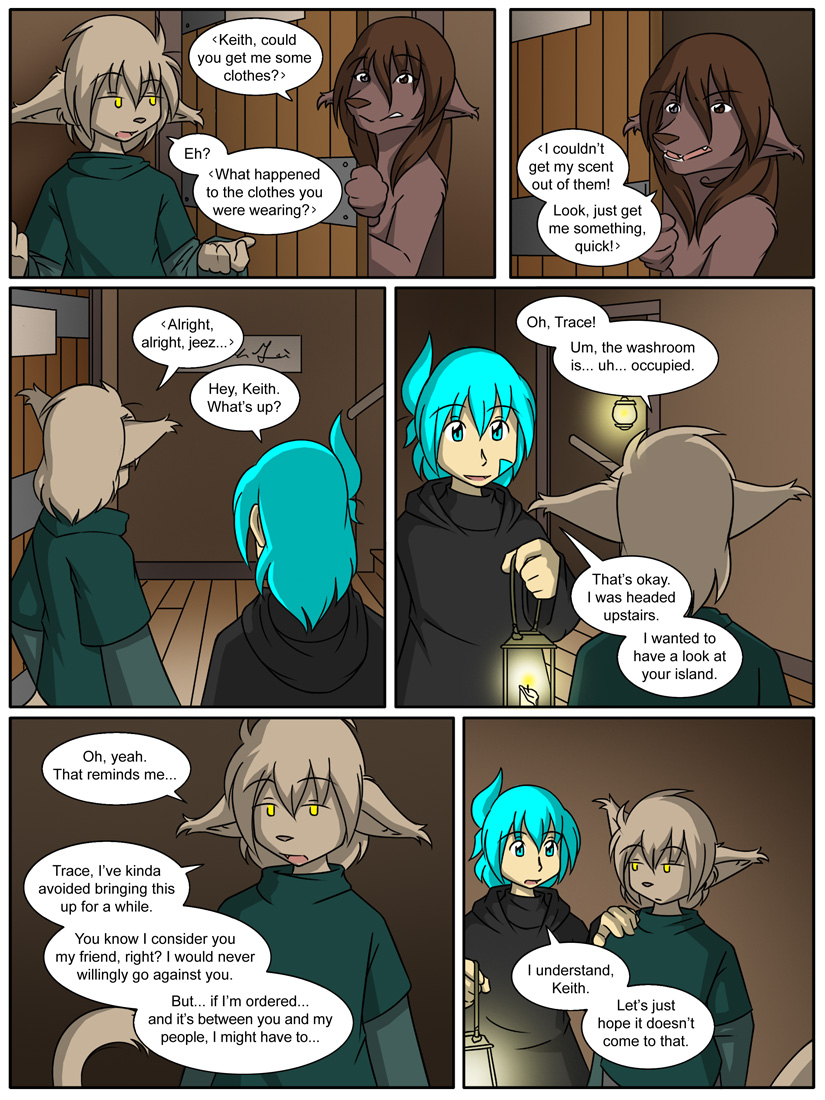 ‹Keith, could
you get me some
clothes?›
Eh?
‹What happened
to the clothes you
were wearing?›
‹I couldn't
get my scent
out of them!
Look, just get
me something,
quick!›
‹Alright,
alright, jeez...›
Hey, Keith.
What's up?
Oh, Trace!
Um, the washroom
is... uh... occupied.
That's okay.
I was headed
upstairs.
I wanted to
have a look at
your island.
Oh, yeah.
That reminds me...
Trace, I've kinda
avoided bringing this
up for a while.
You know I consider you
my friend, right? I would never
willingly go against you.
But... if I'm ordered...
and it's between you and my
people, I might have to...
I understand,
Keith.
Let's just
hope it doesn't
come to that.